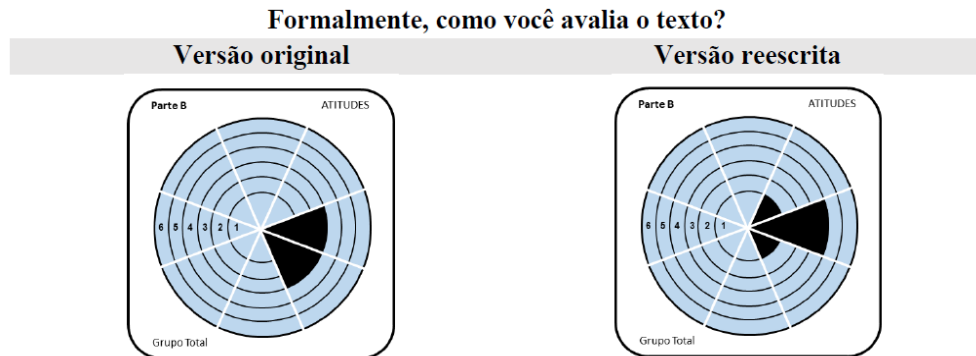 Formalmente, como você avalia o texto?
Versão original
Versão reescrita
Parte B
ATITUDES
6 5 4 3 2 1
Grupo Total
Parte B
ATITUDES
6 5 4 3 2 1
Grupo Total